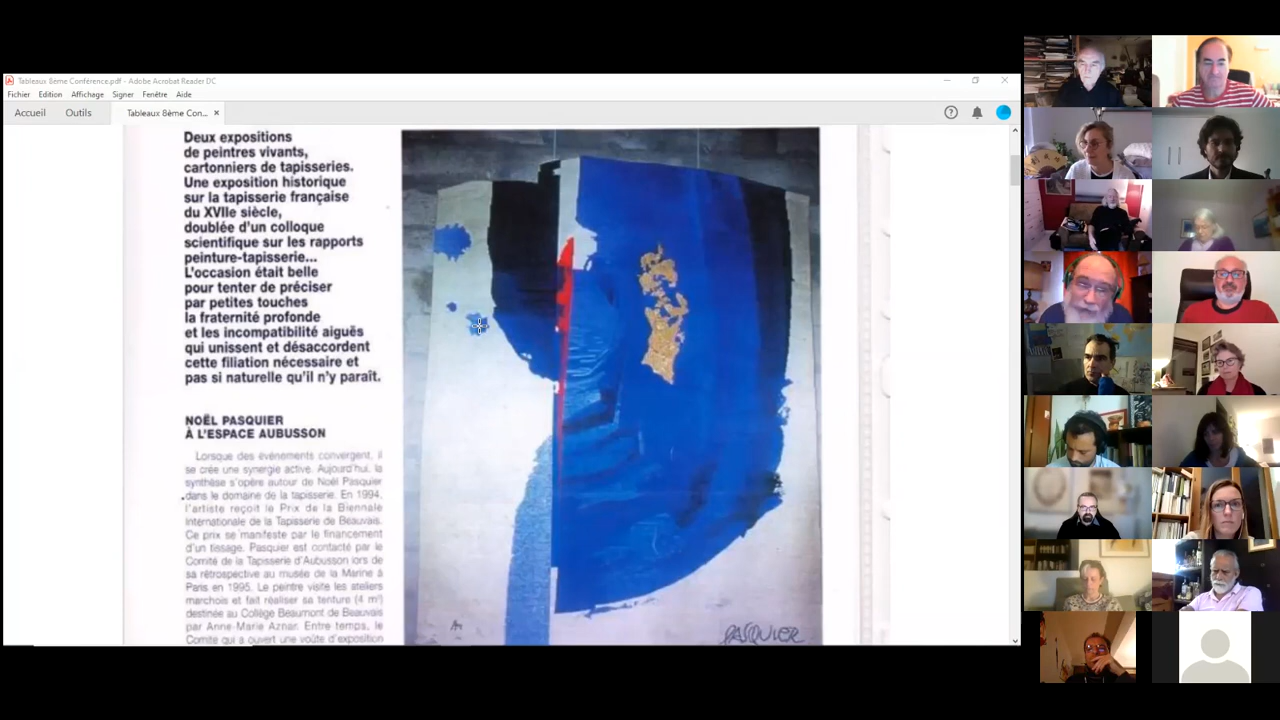 Tableaux 8ème Conférence.pdf - Adobe Acrobat Reader DC
Fichier Edition Affichage Signer Fenêtre Aide
Accueil Outils Tableaux 8ème Con... ×
Deux expositions
de peintres vivants,
cartonniers de tapisseries.
Une exposition historique
sur la tapisserie française
du XVIIe siècle,
doublée d'un colloque
scientifique sur les rapports
peinture-tapisserie...
L'occasion était belle
pour tenter de préciser
par petites touches
la fraternité profonde
et les incompatibilité aiguës
qui unissent et désaccordent
cette filiation nécessaire et
pas si naturelle qu'il n'y paraît.
NOËL PASQUIER
À L'ESPACE AUBUSSON
Lorsque des événements convergent, il
se crée une synergie active. Aujourd'hui, la
synthèse s'opère autour de Noël Pasquier
dans le domaine de la tapisserie. En 1994,
l'artiste reçoit le Prix de la Biennale
Internationale de la Tapisserie de Beauvais.
Ce prix se manifeste par le financement
d'un tissage. Pasquier est contacté par le
Comité de la Tapisserie d'Aubusson lors de
sa rétrospective au musée de la Marine à
Paris en 1995. Le peintre visite les ateliers
marchois et fait réaliser sa tenture (4 m²)
destinée au Collège Beaumont de Beauvais
par Anne-Marie Aznar. Entre temps, le
Comité qui a ouvert une voûte d'exposition
PASQUIER